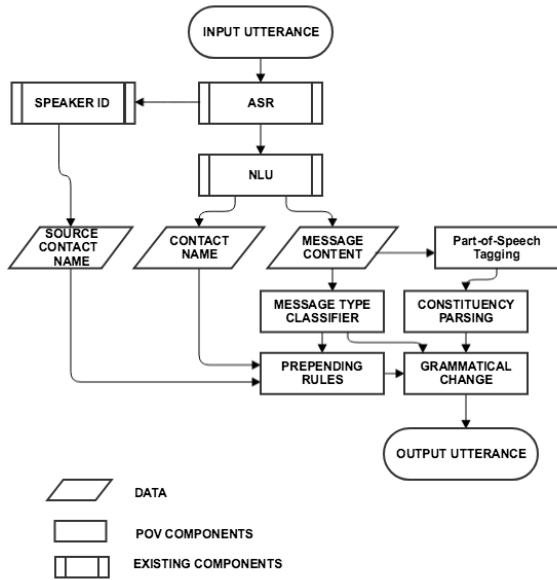 INPUT UTTERANCE
SPEAKER ID
ASR
NLU
SOURCE
CONTACT
NAME
CONTACT
NAME
MESSAGE
CONTENT
Part-of-Speech
Tagging
MESSAGE TYPE
CLASSIFIER
CONSTITUENCY
PARSING
PREPENDING
RULES
GRAMMATICAL
CHANGE
OUTPUT UTTERANCE
DATA
POV COMPONENTS
EXISTING COMPONENTS